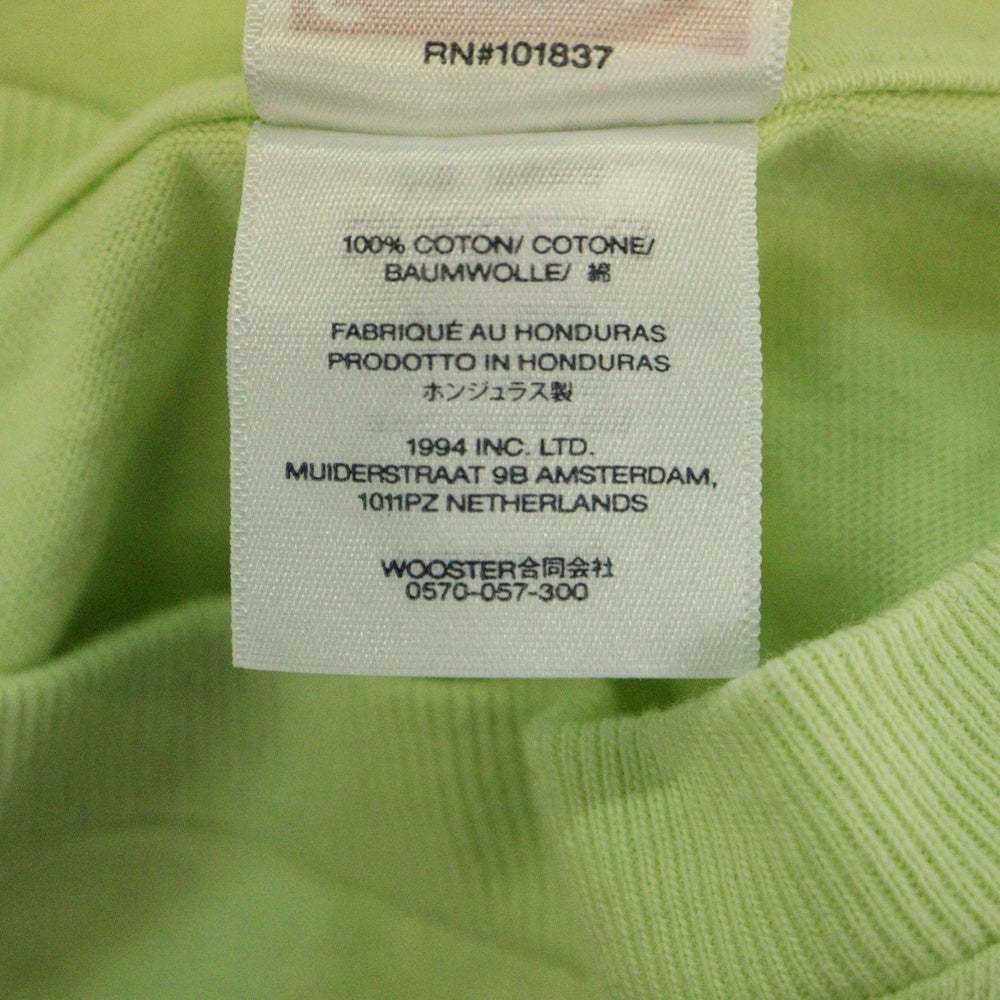 RN#101837
100% COTON/ COTONE/
BAUMWOLLE/ 綿
FABRIQUÉ AU HONDURAS
PRODOTTO IN HONDURAS
ホンジュラス製
1994 INC. LTD.
MUIDERSTRAAT 9B AMSTERDAM,
1011PZ NETHERLANDS
WOOSTER合同会社
0570-057-300